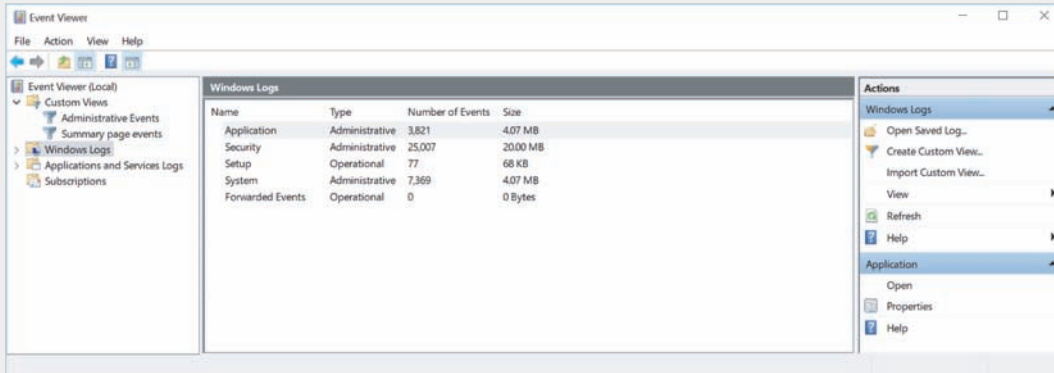 Event Viewer
File Action View Help
Event Viewer (Local)
Custom Views
Administrative Events
Summary page events
Windows Logs
Applications and Services Logs
Subscriptions
Windows Logs
Name Type Number of Events Size
Application Administrative 3,821 4.07 MB
Security Administrative 25,007 20.00 MB
Setup Operational 77 68 KB
System Administrative 7,369 4.07 MB
Forwarded Events Operational 0 0 Bytes
Actions
Windows Logs
Open Saved Log...
Create Custom View...
Import Custom View...
View
Refresh
Help
Application
Open
Properties
Help